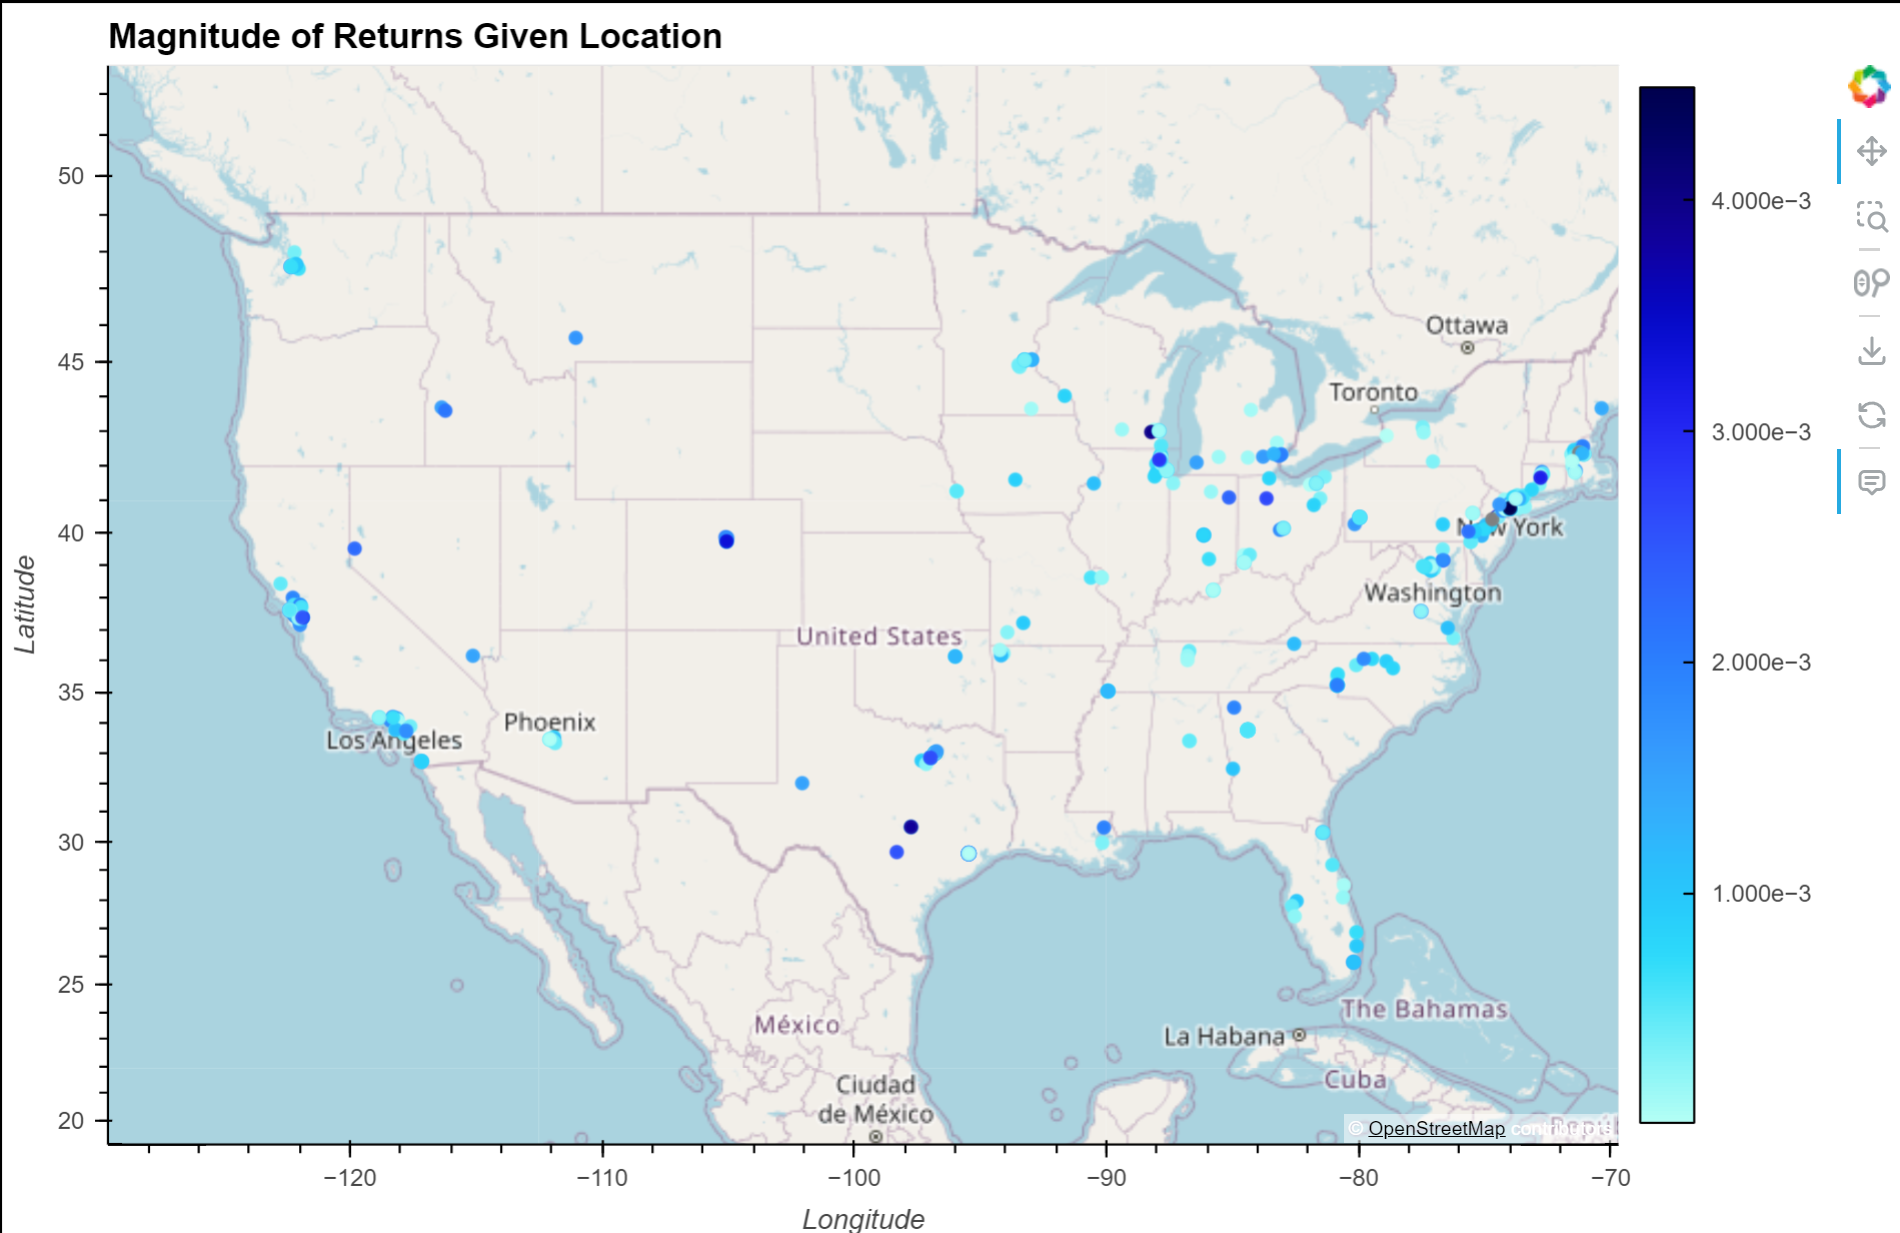 Magnitude of Returns Given Location
50
45
40
35
30
25
20
Latitude
−120
−110
−100
−90
−80
−70
Longitude
4.000e−3
3.000e−3
2.000e−3
1.000e−3
Ottawa
Toronto
New York
Washington
United States
Phoenix
Los Angeles
México
Ciudad
de México
La Habana
The Bahamas
Cuba
© OpenStreetMap contributors